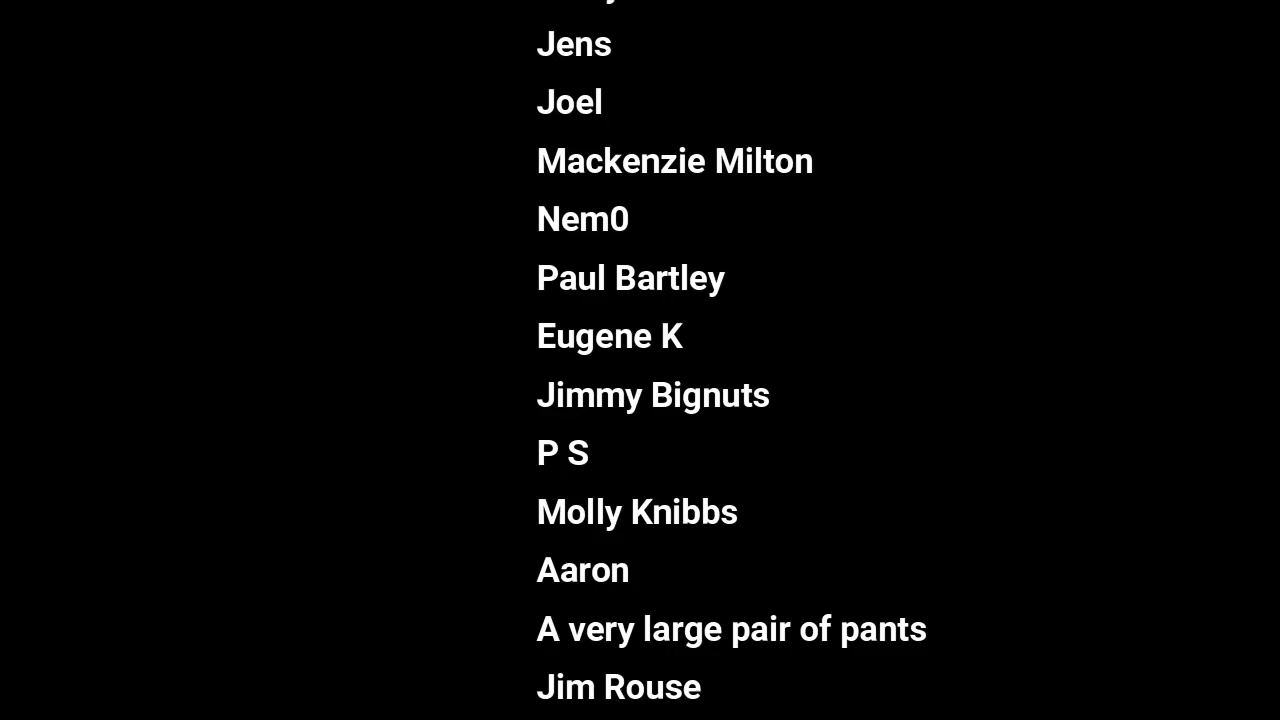 Jens
Joel
Mackenzie Milton
Nem0
Paul Bartley
Eugene K
Jimmy Bignuts
P S
Molly Knibbs
Aaron
A very large pair of pants
Jim Rouse